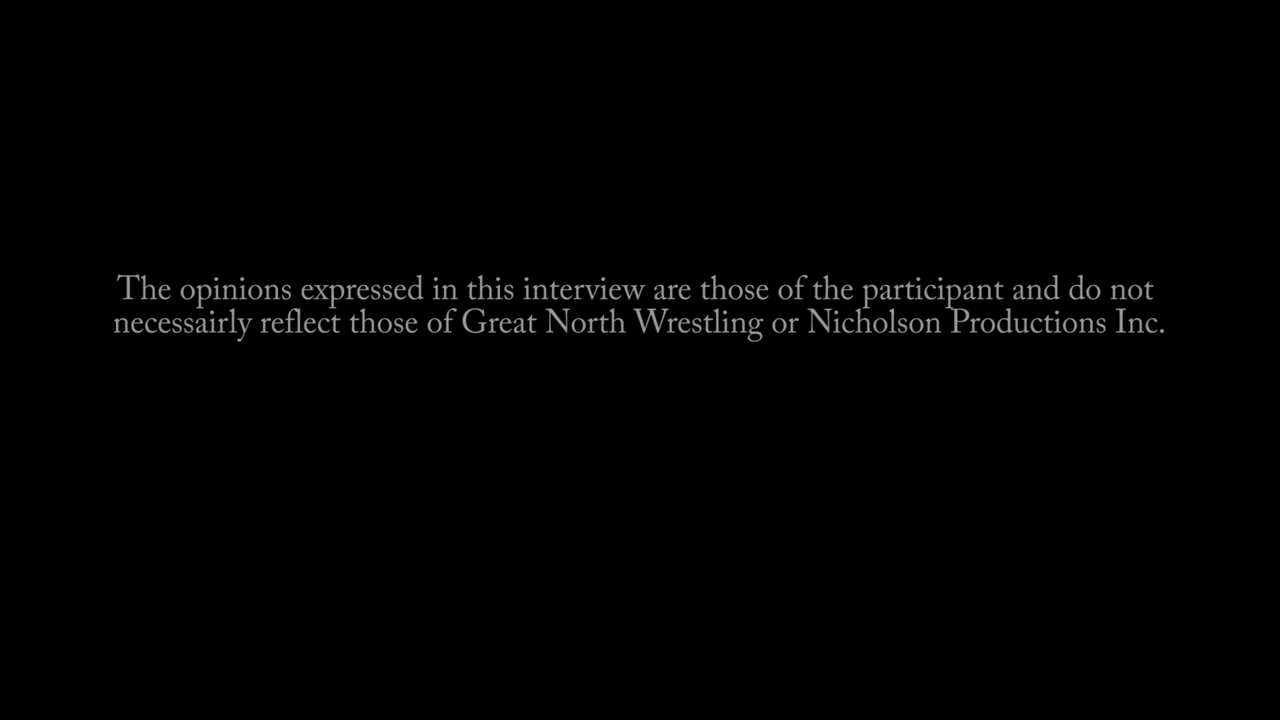 The opinions expressed in this interview are those of the participant and do not
necessairly reflect those of Great North Wrestling or Nicholson Productions Inc.